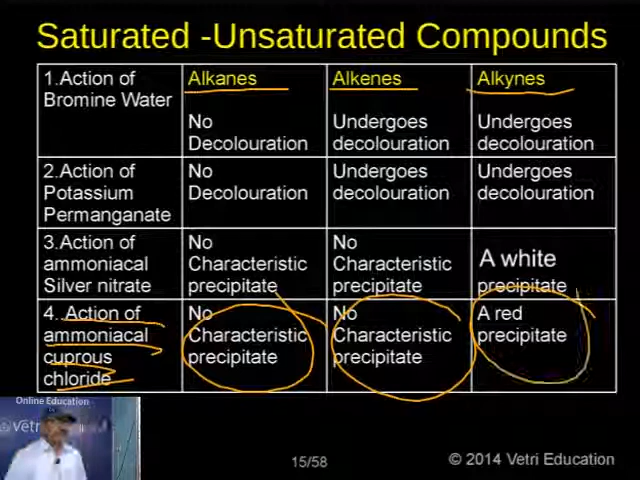 Saturated -Unsaturated Compounds
1.Action of
Bromine Water
Alkanes
No
Decolouration
Alkenes
Undergoes
decolouration
Alkynes
Undergoes
decolouration
2.Action of
Potassium
Permanganate
No
Decolouration
Undergoes
decolouration
Undergoes
decolouration
3.Action of
ammoniacal
Silver nitrate
No
Characteristic
precipitate
No
Characteristic
precipitate
A white
precipitate
4..Action of
ammoniacal
cuprous
chloride
No
Characteristic
precipitate
No
Characteristic
precipitate
A red
precipitate
Online Education
Vetri
15/58
© 2014 Vetri Education